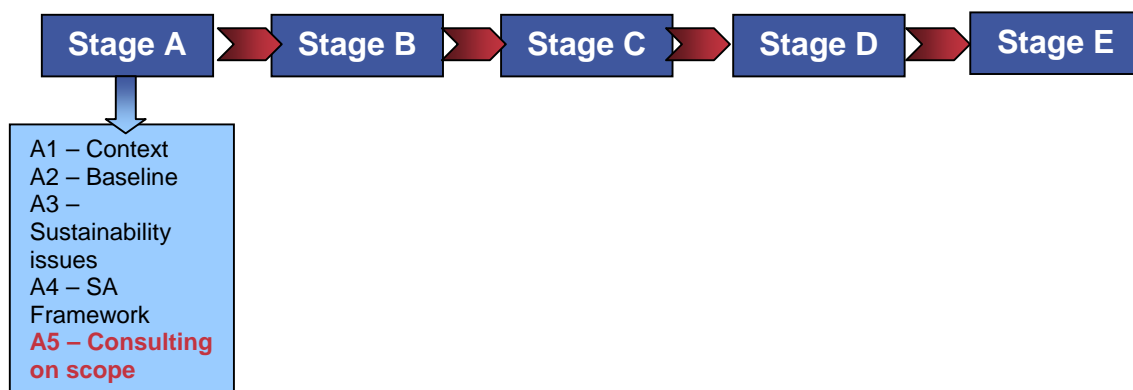 Stage A
Stage B
Stage C
Stage D
Stage E
A1 – Context
A2 – Baseline
A3 –
Sustainability
issues
A4 – SA
Framework
A5 – Consulting
on scope